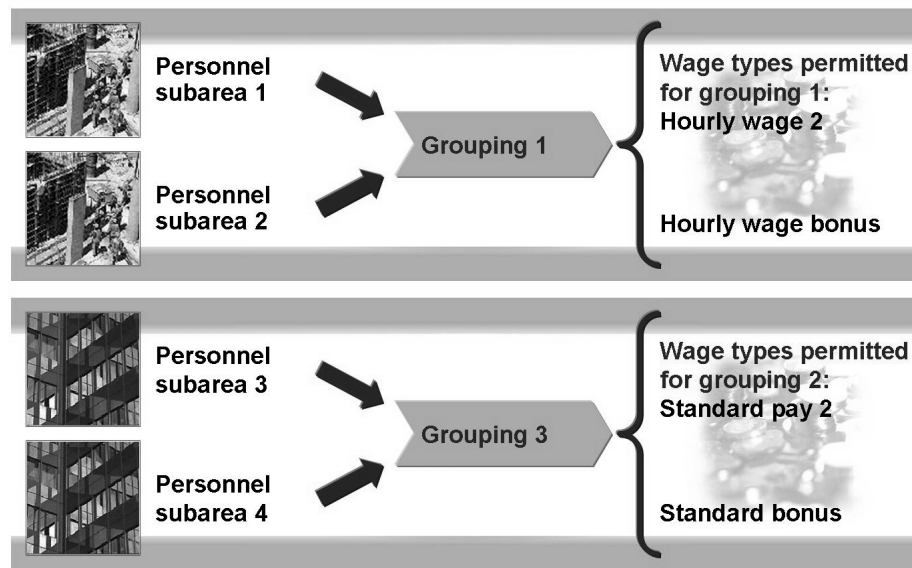 Personnel
subarea 1
Personnel
subarea 2
Grouping 1
Wage types permitted
for grouping 1:
Hourly wage 2
Hourly wage bonus
Personnel
subarea 3
Personnel
subarea 4
Grouping 3
Wage types permitted
for grouping 2:
Standard pay 2
Standard bonus